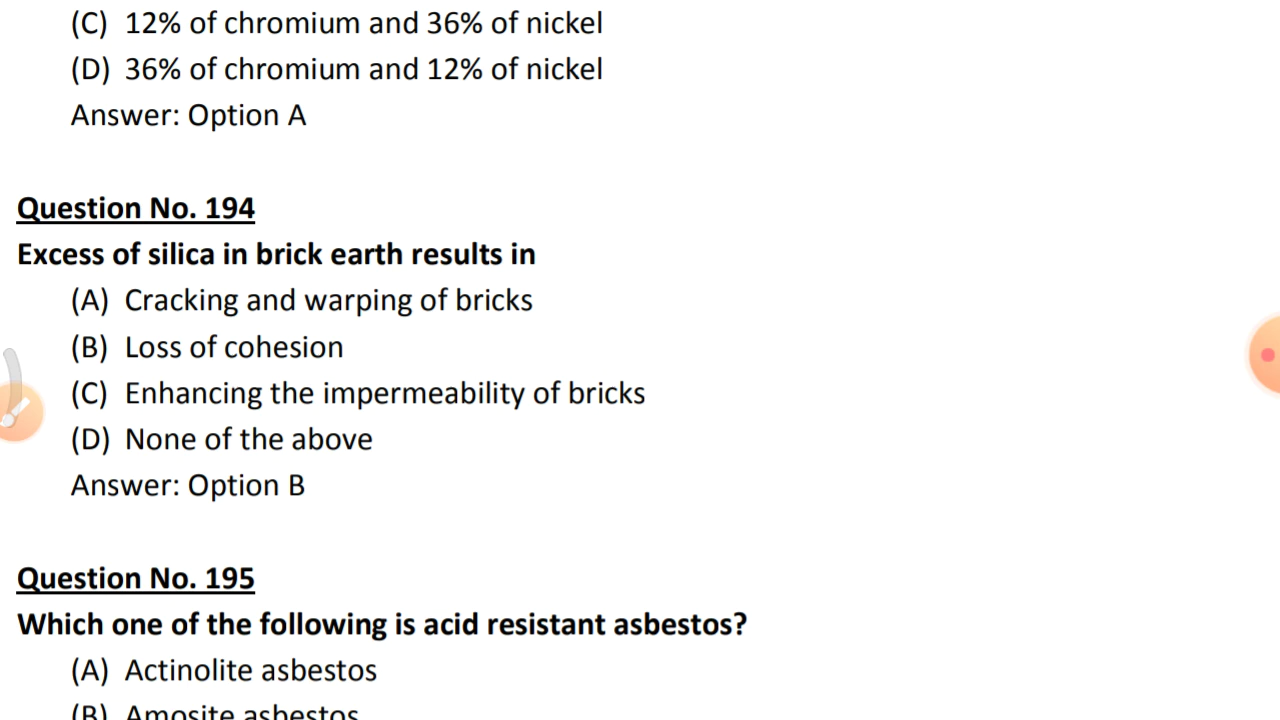 (C) 12% of chromium and 36% of nickel
(D) 36% of chromium and 12% of nickel
Answer: Option A
Question No. 194
Excess of silica in brick earth results in
(A) Cracking and warping of bricks
(B) Loss of cohesion
(C) Enhancing the impermeability of bricks
(D) None of the above
Answer: Option B
Question No. 195
Which one of the following is acid resistant asbestos?
(A) Actinolite asbestos
(B) Amosite asbestos